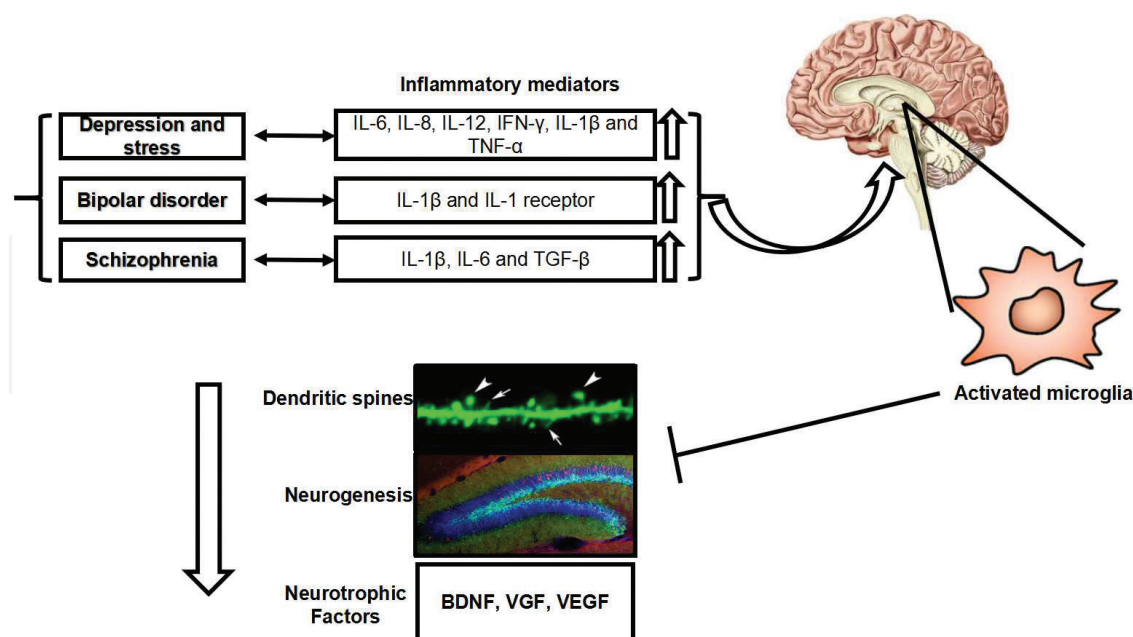 Inflammatory mediators
Depression and
stress
IL-6, IL-8, IL-12, IFN-γ, IL-1β and
TNF-α
Bipolar disorder
IL-1β and IL-1 receptor
Schizophrenia
IL-1β, IL-6 and TGF-β
Activated microglia
Dendritic spines
Neurogenesis
Neurotrophic
Factors
BDNF, VGF, VEGF